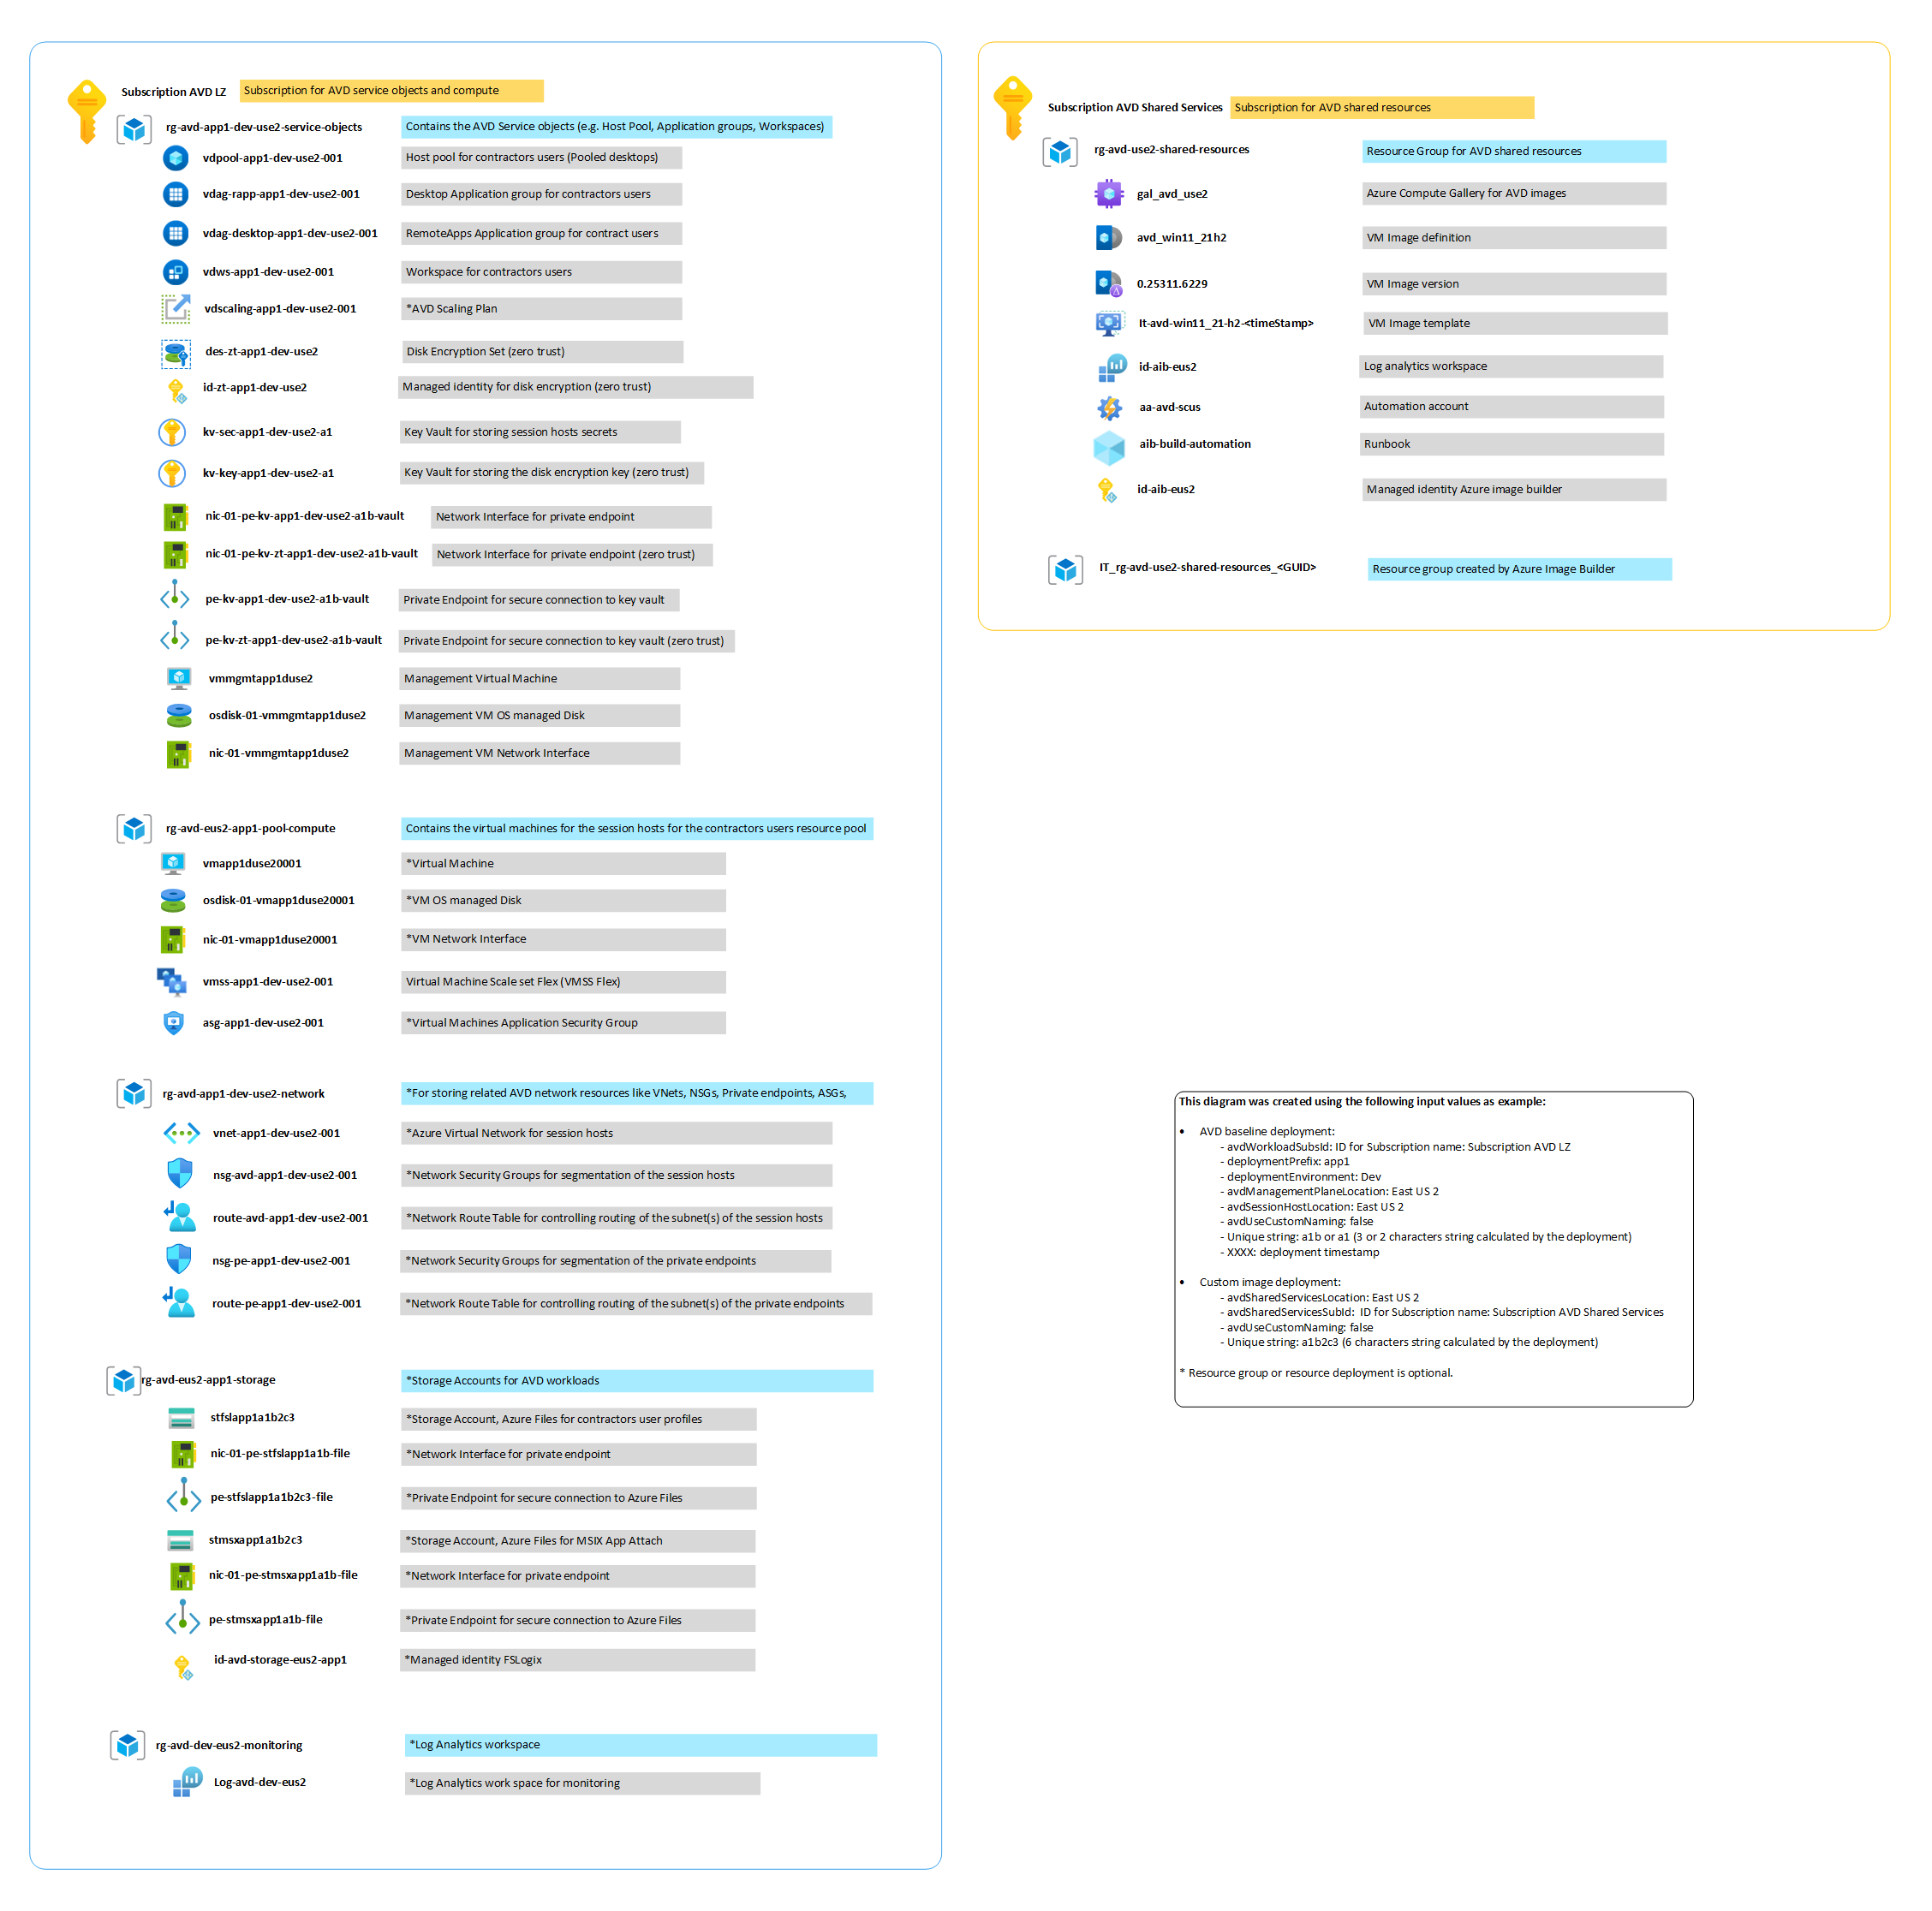 Subscription AVD LZ Subscription for AVD service objects and compute
rg-avd-app1-dev-use2-service-objects Contains the AVD Service objects (e.g. Host Pool, Application groups, Workspaces)
vdpool-app1-dev-use2-001 Host pool for contractors users (Pooled desktops)
vdag-rapp-app1-dev-use2-001 Desktop Application group for contractors users
vdag-desktop-app1-dev-use2-001 RemoteApps Application group for contract users
vdws-app1-dev-use2-001 Workspace for contractors users
vdscaling-app1-dev-use2-001 *AVD Scaling Plan
des-zt-app1-dev-use2 Disk Encryption Set (zero trust)
id-zt-app1-dev-use2 Managed identity for disk encryption (zero trust)
kv-sec-app1-dev-use2-a1 Key Vault for storing session hosts secrets
kv-key-app1-dev-use2-a1 Key Vault for storing the disk encryption key (zero trust)
nic-01-pe-kv-app1-dev-use2-a1b-vault Network Interface for private endpoint
nic-01-pe-kv-zt-app1-dev-use2-a1b-vault Network Interface for private endpoint (zero trust)
pe-kv-app1-dev-use2-a1b-vault Private Endpoint for secure connection to key vault
pe-kv-zt-app1-dev-use2-a1b-vault Private Endpoint for secure connection to key vault (zero trust)
vmmgmtapp1duse2 Management Virtual Machine
osdisk-01-vmmgmtapp1duse2 Management VM OS managed Disk
nic-01-vmmgmtapp1duse2 Management VM Network Interface
rg-avd-eus2-app1-pool-compute Contains the virtual machines for the session hosts for the contractors users resource pool
vmapp1duse20001 *Virtual Machine
osdisk-01-vmapp1duse20001 *VM OS managed Disk
nic-01-vmapp1duse20001 *VM Network Interface
vmss-app1-dev-use2-001 Virtual Machine Scale set Flex (VMSS Flex)
asg-app1-dev-use2-001 *Virtual Machines Application Security Group
rg-avd-app1-dev-use2-network *For storing related AVD network resources like VNets, NSGs, Private endpoints, ASGs,
vnet-app1-dev-use2-001 *Azure Virtual Network for session hosts
nsg-avd-app1-dev-use2-001 *Network Security Groups for segmentation of the session hosts
route-avd-app1-dev-use2-001 *Network Route Table for controlling routing of the subnet(s) of the session hosts
nsg-pe-app1-dev-use2-001 *Network Security Groups for segmentation of the private endpoints
route-pe-app1-dev-use2-001 *Network Route Table for controlling routing of the subnet(s) of the private endpoints
rg-avd-eus2-app1-storage *Storage Accounts for AVD workloads
stfslapp1a1b2c3 *Storage Account, Azure Files for contractors user profiles
nic-01-pe-stfslapp1a1b-file *Network Interface for private endpoint
pe-stfslapp1a1b2c3-file *Private Endpoint for secure connection to Azure Files
stmsxapp1a1b2c3 *Storage Account, Azure Files for MSIX App Attach
nic-01-pe-stmsxapp1a1b-file *Network Interface for private endpoint
pe-stmsxapp1a1b-file *Private Endpoint for secure connection to Azure Files
id-avd-storage-eus2-app1 *Managed identity FSLogix
rg-avd-dev-eus2-monitoring *Log Analytics workspace
Log-avd-dev-eus2 *Log Analytics work space for monitoring
Subscription AVD Shared Services Subscription for AVD shared resources
rg-avd-use2-shared-resources Resource Group for AVD shared resources
gal_avd_use2 Azure Compute Gallery for AVD images
avd_win11_21h2 VM Image definition
0.25311.6229 VM Image version
It-avd-win11_21-h2-<timeStamp> VM Image template
id-aib-eus2 Log analytics workspace
aa-avd-scus Automation account
aib-build-automation Runbook
id-aib-eus2 Managed identity Azure image builder
IT_rg-avd-use2-shared-resources_<GUID> Resource group created by Azure Image Builder
This diagram was created using the following input values as example:
• AVD baseline deployment:
- avdWorkloadSubsId: ID for Subscription name: Subscription AVD LZ
- deploymentPrefix: app1
- deploymentEnvironment: Dev
- avdManagementPlaneLocation: East US 2
- avdSessionHostLocation: East US 2
- avdUseCustomNaming: false
- Unique string: a1b or a1 (3 or 2 characters string calculated by the deployment)
- XXXX: deployment timestamp
• Custom image deployment:
- avdSharedServicesLocation: East US 2
- avdSharedServicesSubId: ID for Subscription name: Subscription AVD Shared Services
- avdUseCustomNaming: false
- Unique string: a1b2c3 (6 characters string calculated by the deployment)
* Resource group or resource deployment is optional.